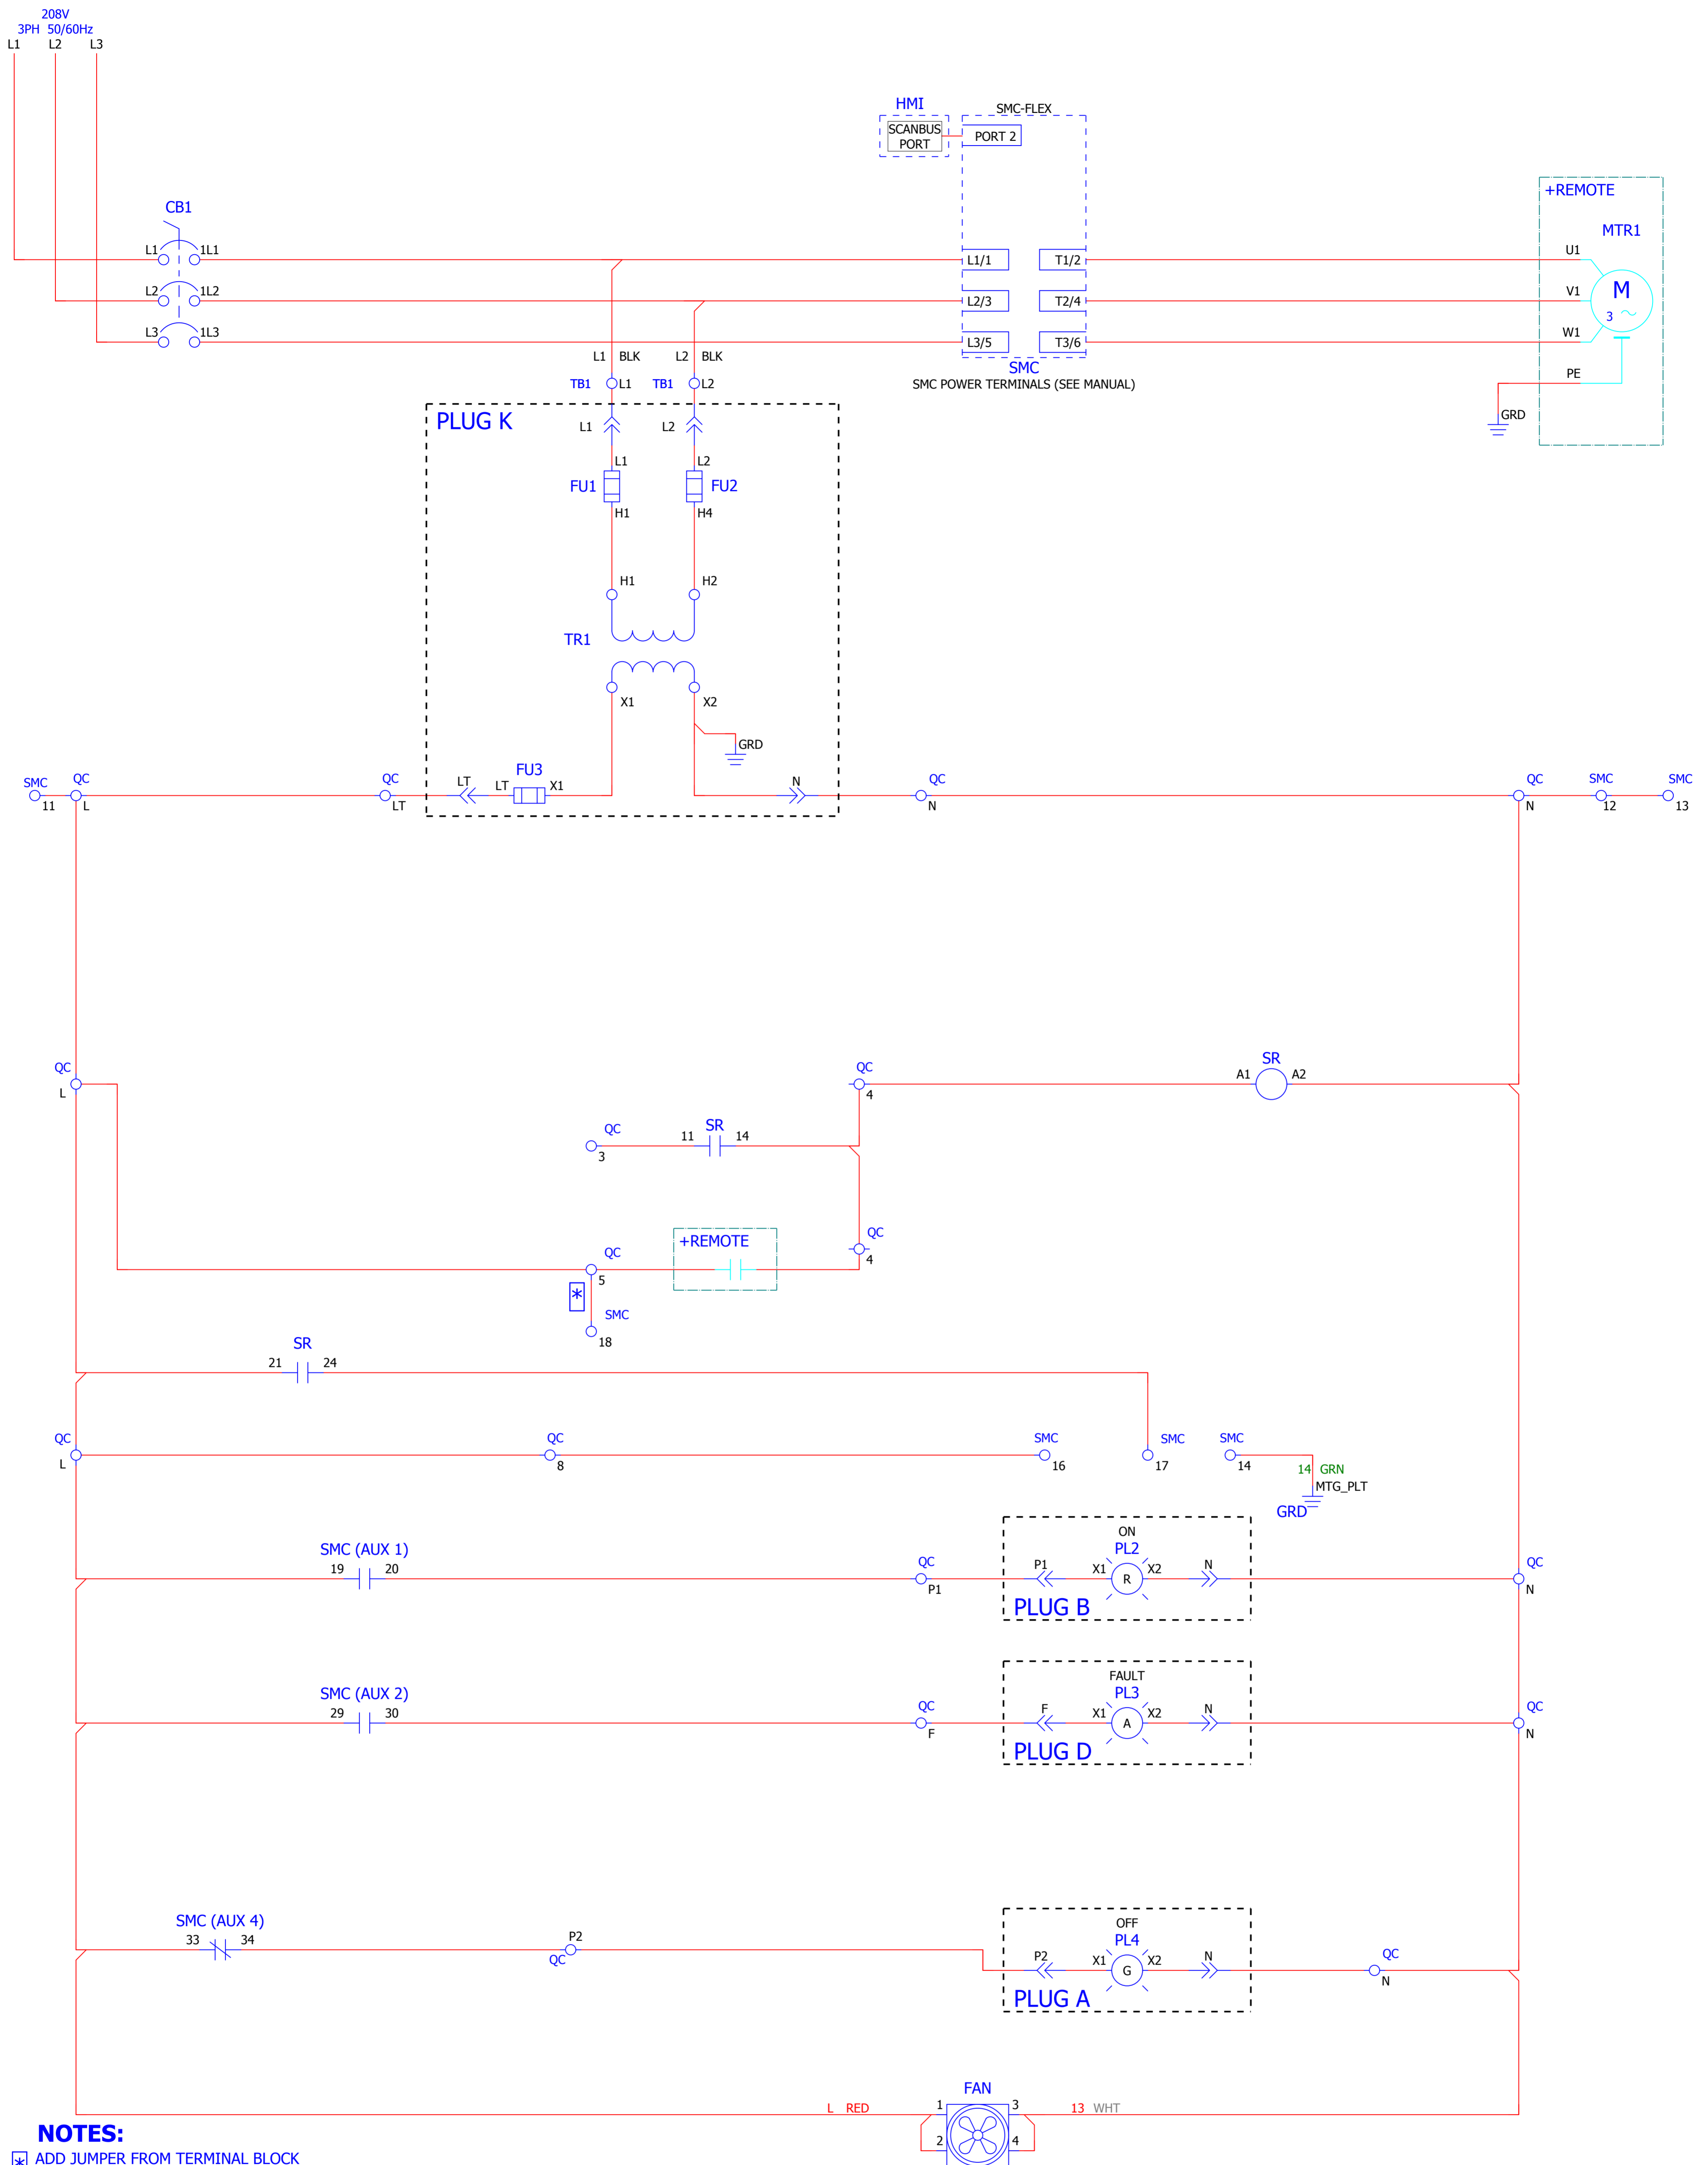 208V
3PH 50/60Hz
L1 L2 L3
HMI
SCANBUS
PORT
SMC-FLEX
PORT 2
CB1
L1 1L1
L2 1L2
L3 1L3
L1/1 T1/2
L2/3 T2/4
L3/5 T3/6
SMC
SMC POWER TERMINALS (SEE MANUAL)
+REMOTE
MTR1
U1
V1
W1
M
3
PE
GRD
L1 BLK L2 BLK
TB1 L1 TB1 L2
PLUG K
L1 L2
L1 L2
FU1 FU2
H1 H4
H1 H2
TR1
X1 X2
GRD
FU3
LT LT X1
N
SMC
11
QC
L
QC
LT
QC
N
QC
N
SMC
12
SMC
13
QC
L
QC
4
SR
A1 A2
QC
3
SR
11 14
QC
4
+REMOTE
QC
5
*
SMC
18
SR
21 24
QC
L
QC
8
SMC
16
SMC
17
SMC
14
14 GRN
MTG_PLT
GRD
SMC (AUX 1)
19 20
QC
P1
ON
PL2
P1 X1 R X2 N
PLUG B
QC
N
SMC (AUX 2)
29 30
QC
F
FAULT
PL3
F X1 A X2 N
PLUG D
QC
N
SMC (AUX 4)
33 34
P2
QC
OFF
PL4
P2 X1 G X2 N
PLUG A
QC
N
FAN
L RED 1 3 13 WHT
2 4
NOTES:
* ADD JUMPER FROM TERMINAL BLOCK